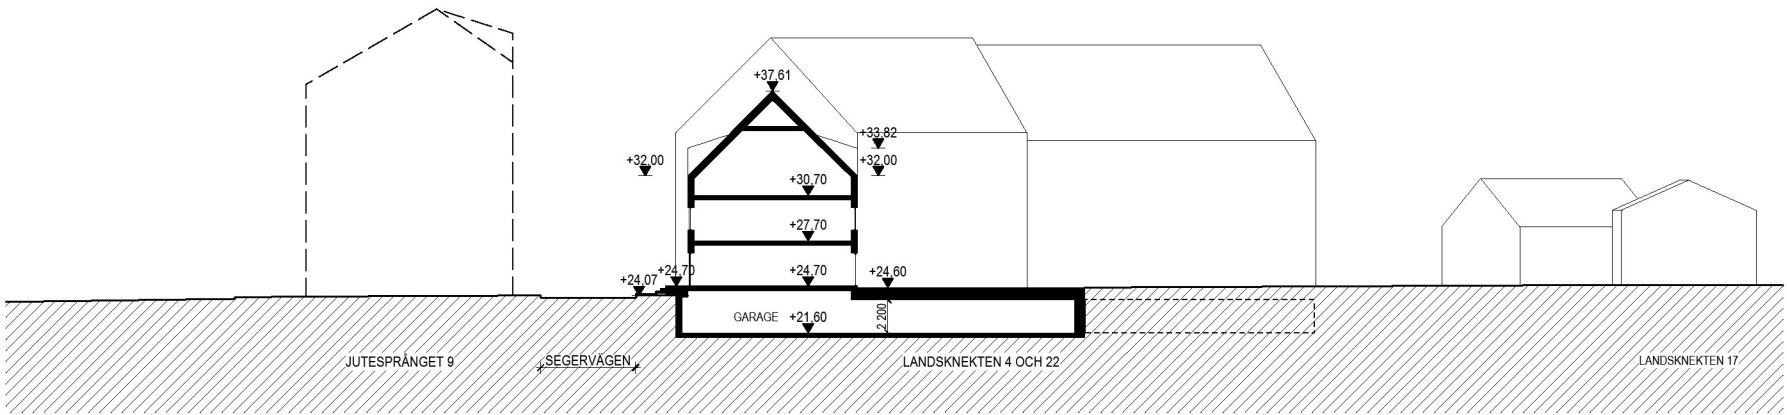 +37,61
+33,82
+32,00
+32,00
+30,70
+27,70
+24,07
+24,70
+24,70
+24,60
GARAGE
+21,60
2 200
JUTESPRÅNGET 9
SEGERVÄGEN
LANDSKNEKTEN 4 OCH 22
LANDSKNEKTEN 17